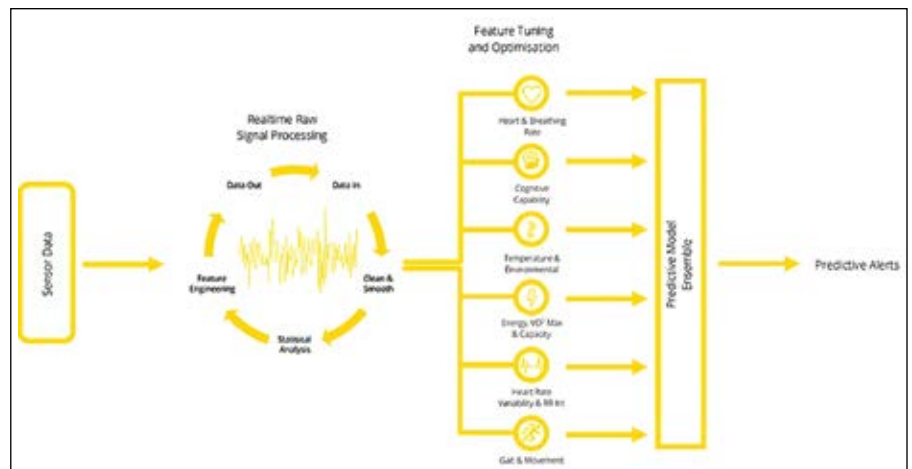 Feature Tuning
and Optimisation
Realtime Raw
Signal Processing
Data Out
Data In
Clean &
Smooth
Statistical
Analysis
Feature
Engineering
Sensor Data
Heart & Breathing
Rate
Cognitive
Capability
Temperature &
Environmental
Energy, Max
& Capacity
Heart Rate
Variability & RR Int
Gait & Movement
Predictive Model
Ensemble
Predictive Alerts